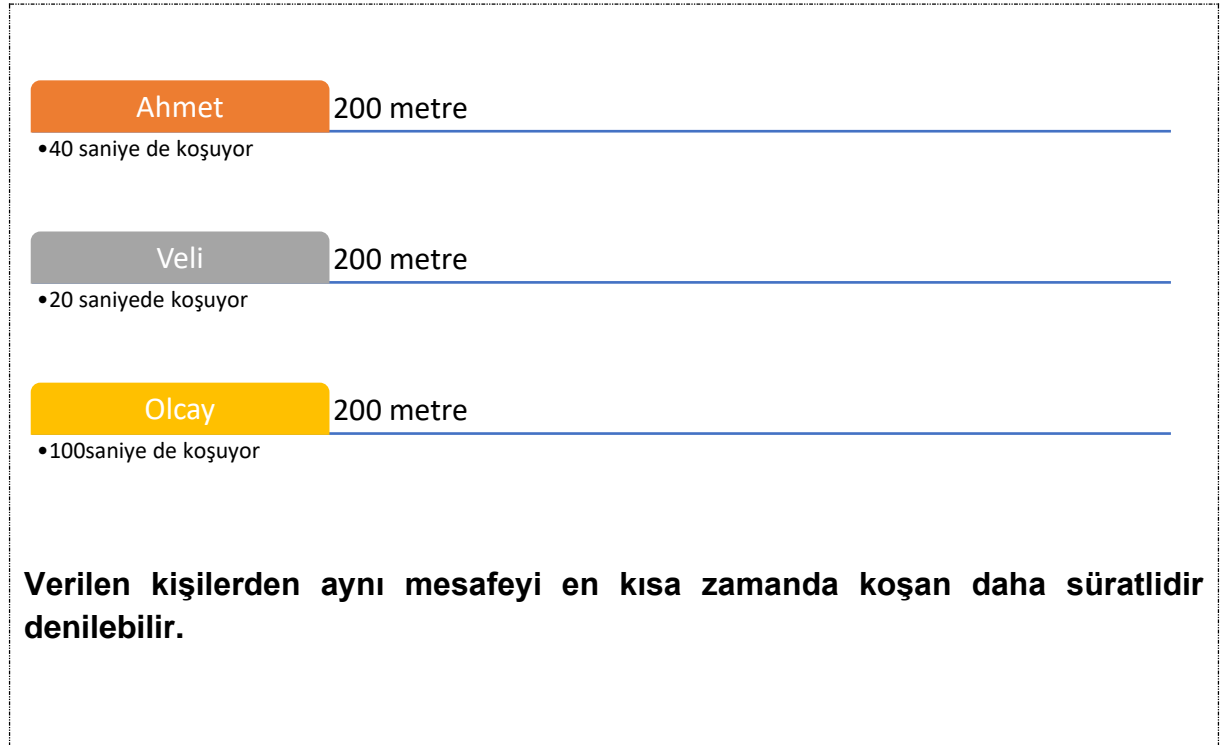 Ahmet 200 metre
•40 saniye de koşuyor
Veli 200 metre
•20 saniyede koşuyor
Olcay 200 metre
•100saniye de koşuyor
Verilen kişilerden aynı mesafeyi en kısa zamanda koşan daha süratlidir
denilebilir.